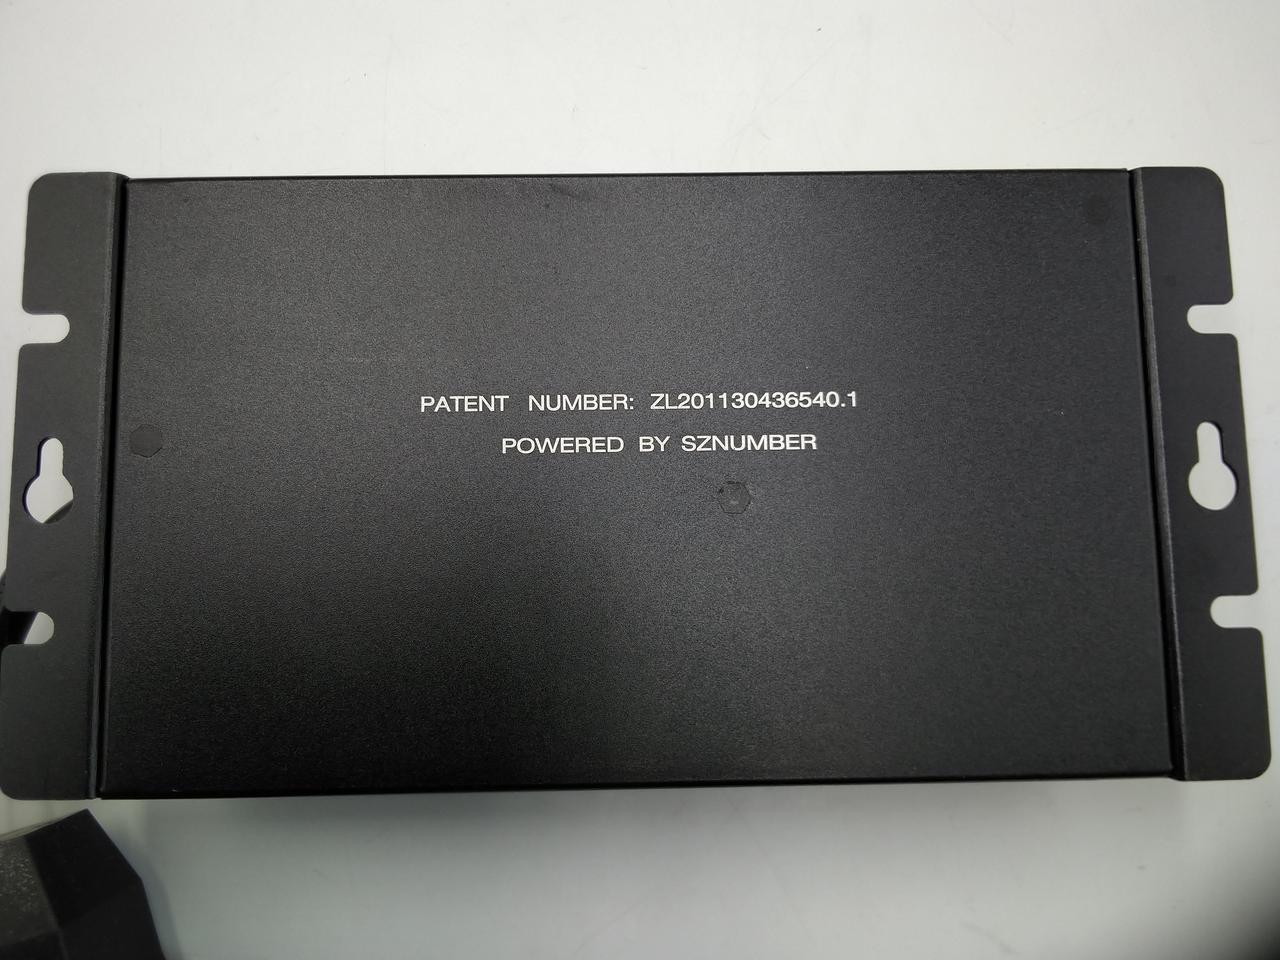 PATENT NUMBER: ZL201130436540.1
POWERED BY SZNUMBER